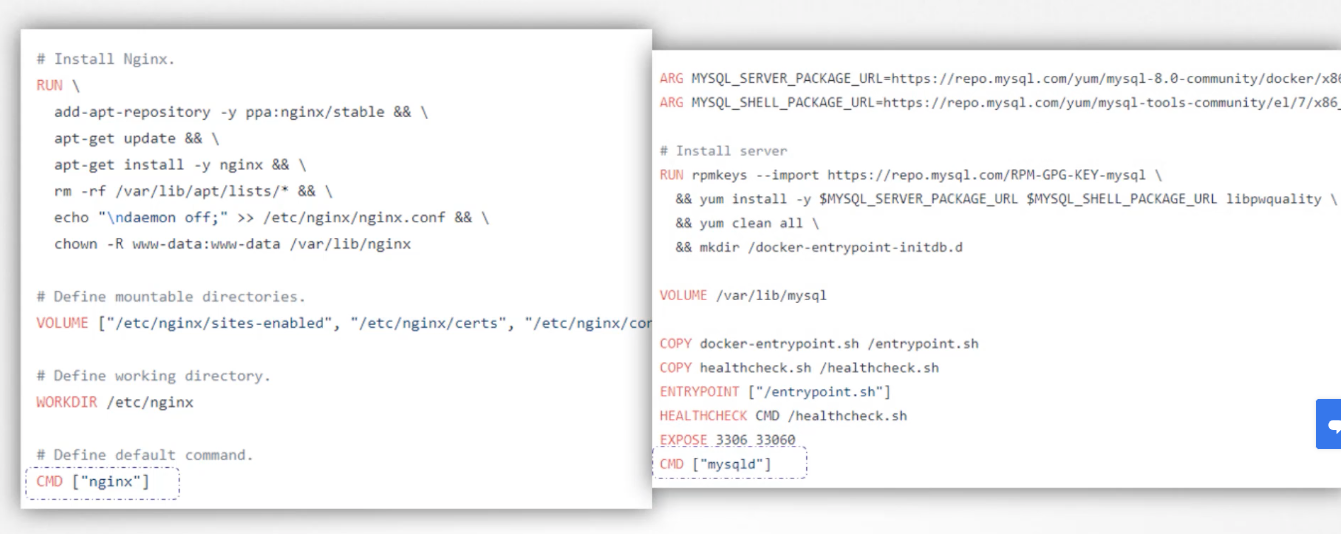 # Install Nginx.
RUN \
add-apt-repository -y ppa:nginx/stable && \
apt-get update && \
apt-get install -y nginx && \
rm -rf /var/lib/apt/lists/* && \
echo "\ndaemon off;" >> /etc/nginx/nginx.conf && \
chown -R www-data:www-data /var/lib/nginx
# Define mountable directories.
VOLUME ["/etc/nginx/sites-enabled", "/etc/nginx/certs", "/etc/nginx/con
# Define working directory.
WORKDIR /etc/nginx
# Define default command.
CMD ["nginx"]
ARG MYSQL_SERVER_PACKAGE_URL=https://repo.mysql.com/yum/mysql-8.0-community/docker/x86
ARG MYSQL_SHELL_PACKAGE_URL=https://repo.mysql.com/yum/mysql-tools-community/el/7/x86_
# Install server
RUN rpmkeys --import https://repo.mysql.com/RPM-GPG-KEY-mysql \
&& yum install -y $MYSQL_SERVER_PACKAGE_URL $MYSQL_SHELL_PACKAGE_URL libpwquality \
&& yum clean all \
&& mkdir /docker-entrypoint-initdb.d
VOLUME /var/lib/mysql
COPY docker-entrypoint.sh /entrypoint.sh
COPY healthcheck.sh /healthcheck.sh
ENTRYPOINT ["/entrypoint.sh"]
HEALTHCHECK CMD /healthcheck.sh
EXPOSE 3306 33060
CMD ["mysqld"]